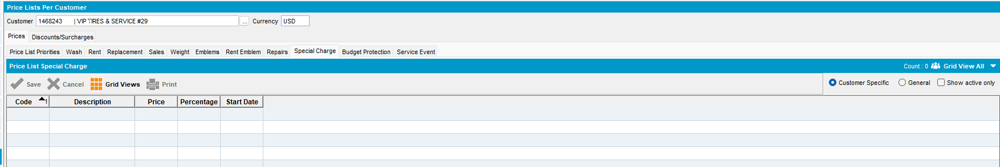 Price Lists Per Customer
Customer 1468243 | VIP TIRES & SERVICE #29 ... Currency USD
Prices Discounts/Surcharges
Price List Priorities Wash Rent Replacement Sales Weight Emblems Rent Emblem Repairs Special Charge Budget Protection Service Event
Price List Special Charge Count : 0 Grid View All
Save Cancel Grid Views Print Customer Specific General Show active only
Code 1 Description Price Percentage Start Date